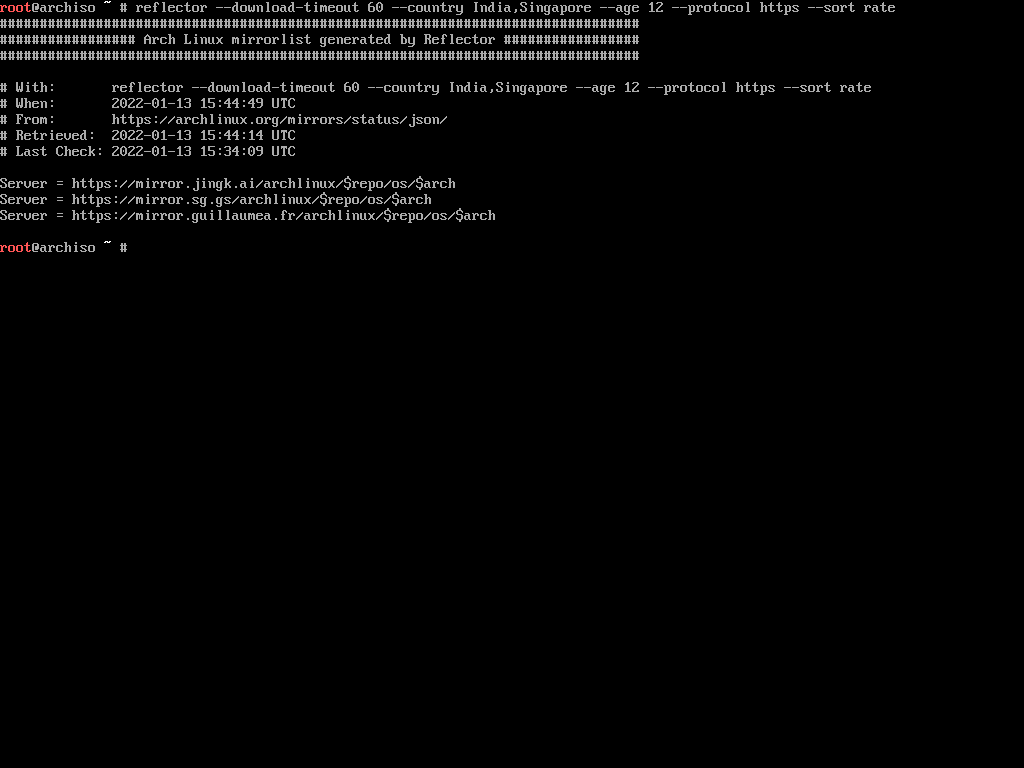 root@archiso ~ # reflector --download-timeout 60 --country India,Singapore --age 12 --protocol https --sort rate
################################################################################
################# Arch Linux mirrorlist generated by Reflector #################
################################################################################
# With:       reflector --download-timeout 60 --country India,Singapore --age 12 --protocol https --sort rate
# When:       2022-01-13 15:44:49 UTC
# From:       https://archlinux.org/mirrors/status/json/
# Retrieved:  2022-01-13 15:44:14 UTC
# Last Check: 2022-01-13 15:34:09 UTC
Server = https://mirror.jingk.ai/archlinux/$repo/os/$arch
Server = https://mirror.sg.gs/archlinux/$repo/os/$arch
Server = https://mirror.guillaumea.fr/archlinux/$repo/os/$arch
root@archiso ~ #